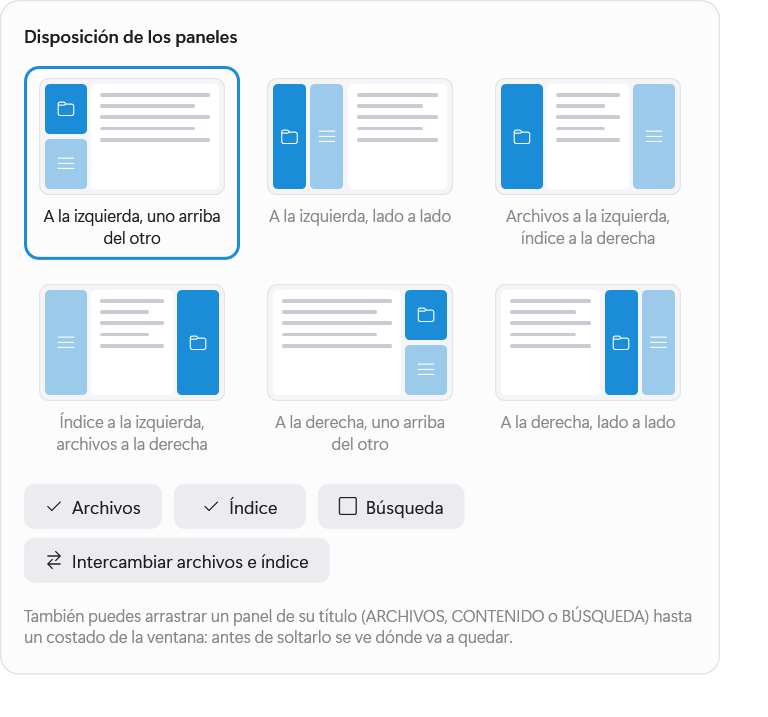 Disposición de los paneles
A la izquierda, uno arriba
del otro
A la izquierda, lado a lado
Archivos a la izquierda,
índice a la derecha
Índice a la izquierda,
archivos a la derecha
A la derecha, uno arriba
del otro
A la derecha, lado a lado
Archivos
Índice
Búsqueda
Intercambiar archivos e índice
También puedes arrastrar un panel de su título (ARCHIVOS, CONTENIDO o BÚSQUEDA) hasta
un costado de la ventana: antes de soltarlo se ve dónde va a quedar.